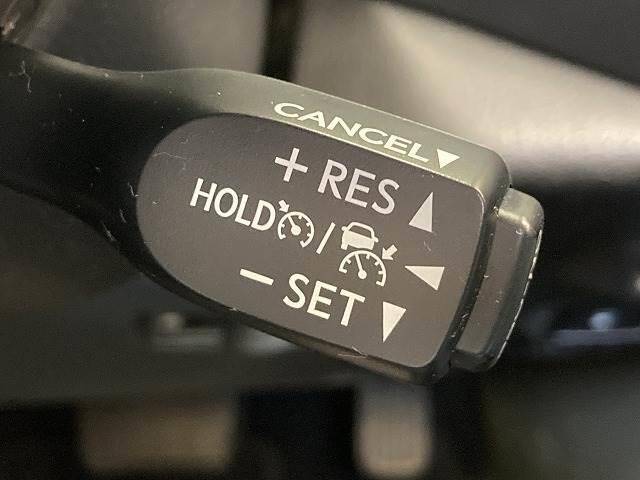 CANCEL▼
+ RES ▲
HOLD /
− SET ▼